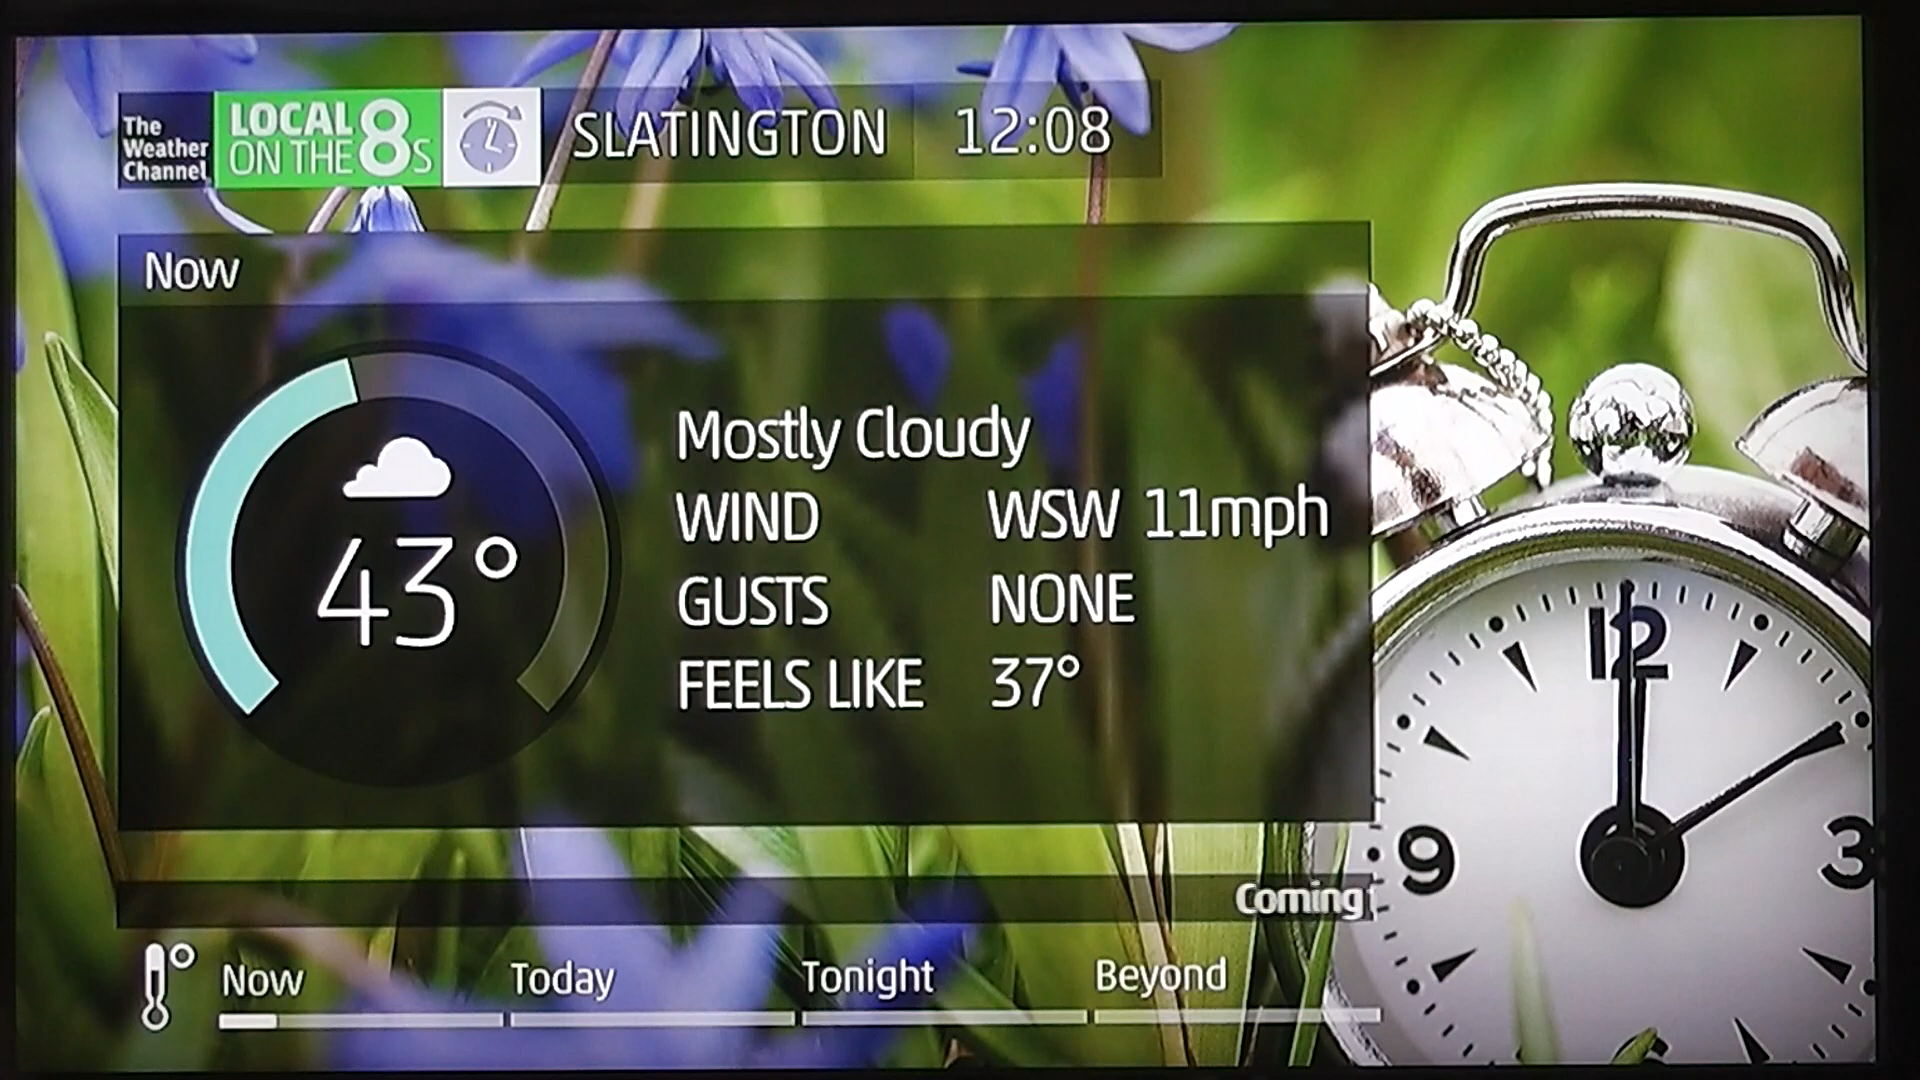 The
Weather
Channel
LOCAL
ON THE 8s
SLATINGTON
12:08
Now
43°
Mostly Cloudy
WIND WSW 11mph
GUSTS NONE
FEELS LIKE 37°
12
9
3
Coming
Now
Today
Tonight
Beyond